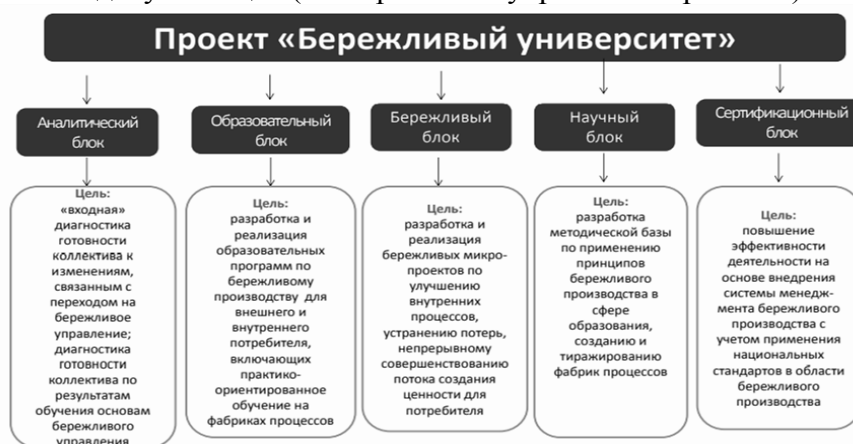 Проект «Бережливый университет»
Аналитический
блок
Образовательный
блок
Бережливый
блок
Научный
блок
Сертификационный
блок
Цель:
«входная»
диагностика
готовности
коллектива к
изменениям,
связанным с
переходом на
бережливое
управление;
диагностика
готовности
коллектива по
результатам
обучения основам
бережливого
управления
Цель:
разработка и
реализация
образовательных
программ по
бережливому
производству для
внешнего и
внутреннего
потребителя,
включающих
практико-
ориентированное
обучение на
фабриках процессов
Цель:
разработка и
реализация
бережливых микро-
проектов по
улучшению
внутренних
процессов,
устранению потерь,
непрерывному
совершенствованию
потока создания
ценности для
потребителя
Цель:
разработка
методической базы
по применению
принципов
бережливого
производства в
сфере
образования,
созданию и
тиражированию
фабрик процессов
Цель:
повышение
эффективности
деятельности на
основе внедрения
системы менедж-
мента бережливого
производства с
учетом применения
национальных
стандартов в области
бережливого
производства